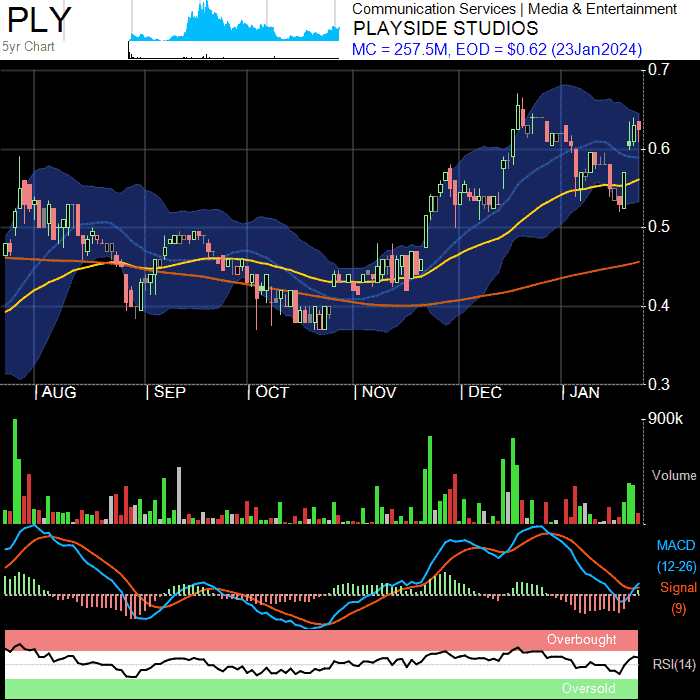 PLY
5yr Chart
Communication Services | Media & Entertainment
PLAYSIDE STUDIOS
MC = 257.5M, EOD = $0.62 (23Jan2024)
0.7
0.6
0.5
0.4
0.3
| AUG | SEP | OCT | NOV | DEC | JAN
900k
Volume
MACD
(12-26)
Signal
(9)
Overbought
RSI(14)
Oversold